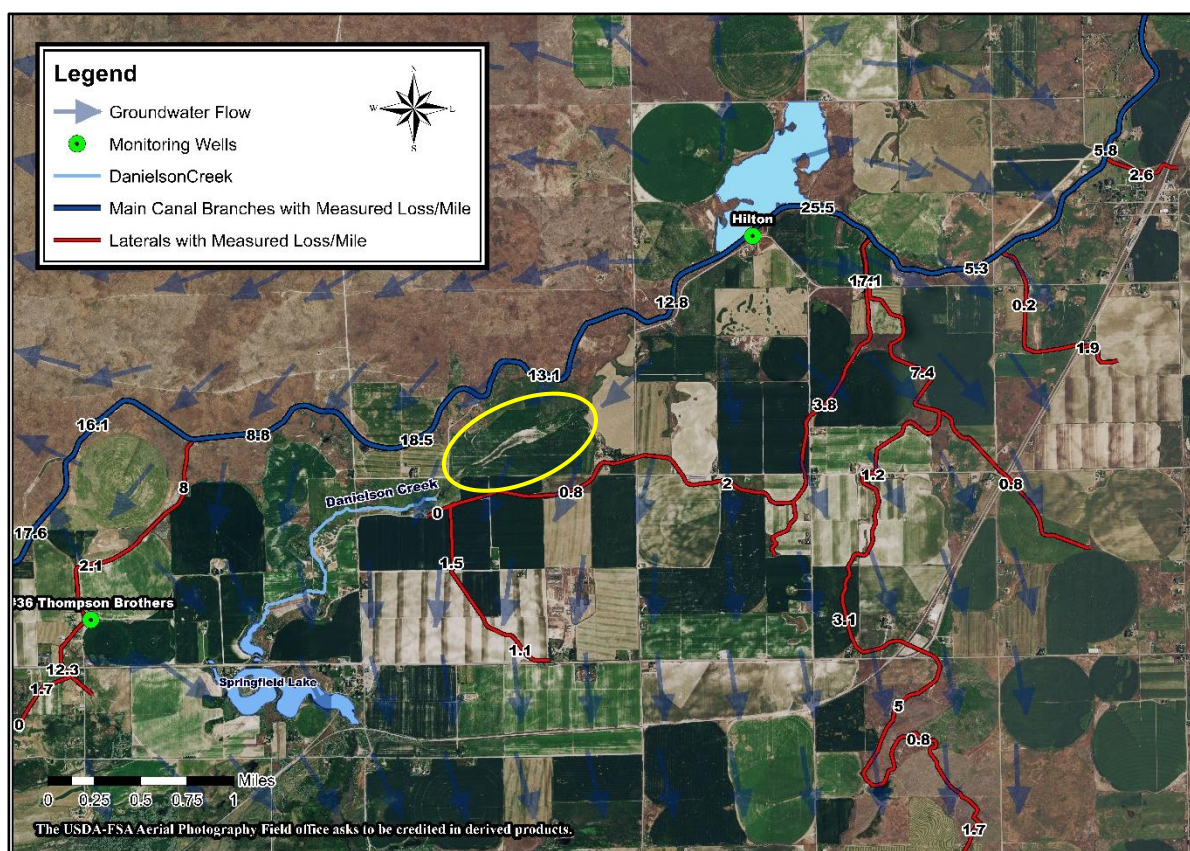 Legend
N
W
E
S
Groundwater Flow
Monitoring Wells
DanielsonCreek
Main Canal Branches with Measured Loss/Mile
Laterals with Measured Loss/Mile
5.8
2.6
25.5
Hilton
5.3
17.1
12.8
0.2
1.9
13.1
7.4
3.8
16.1
8.8
18.5
1.2
8
Danielson Creek
0.8
2
0.8
0
17.6
1.5
2.1
#36 Thompson Brothers
3.1
1.1
12.3
1.7
Springfield Lake
5
0
0.8
Miles
0 0.25 0.5 0.75 1
1.7
The USDA-FSA Aerial Photography Field office asks to be credited in derived products.